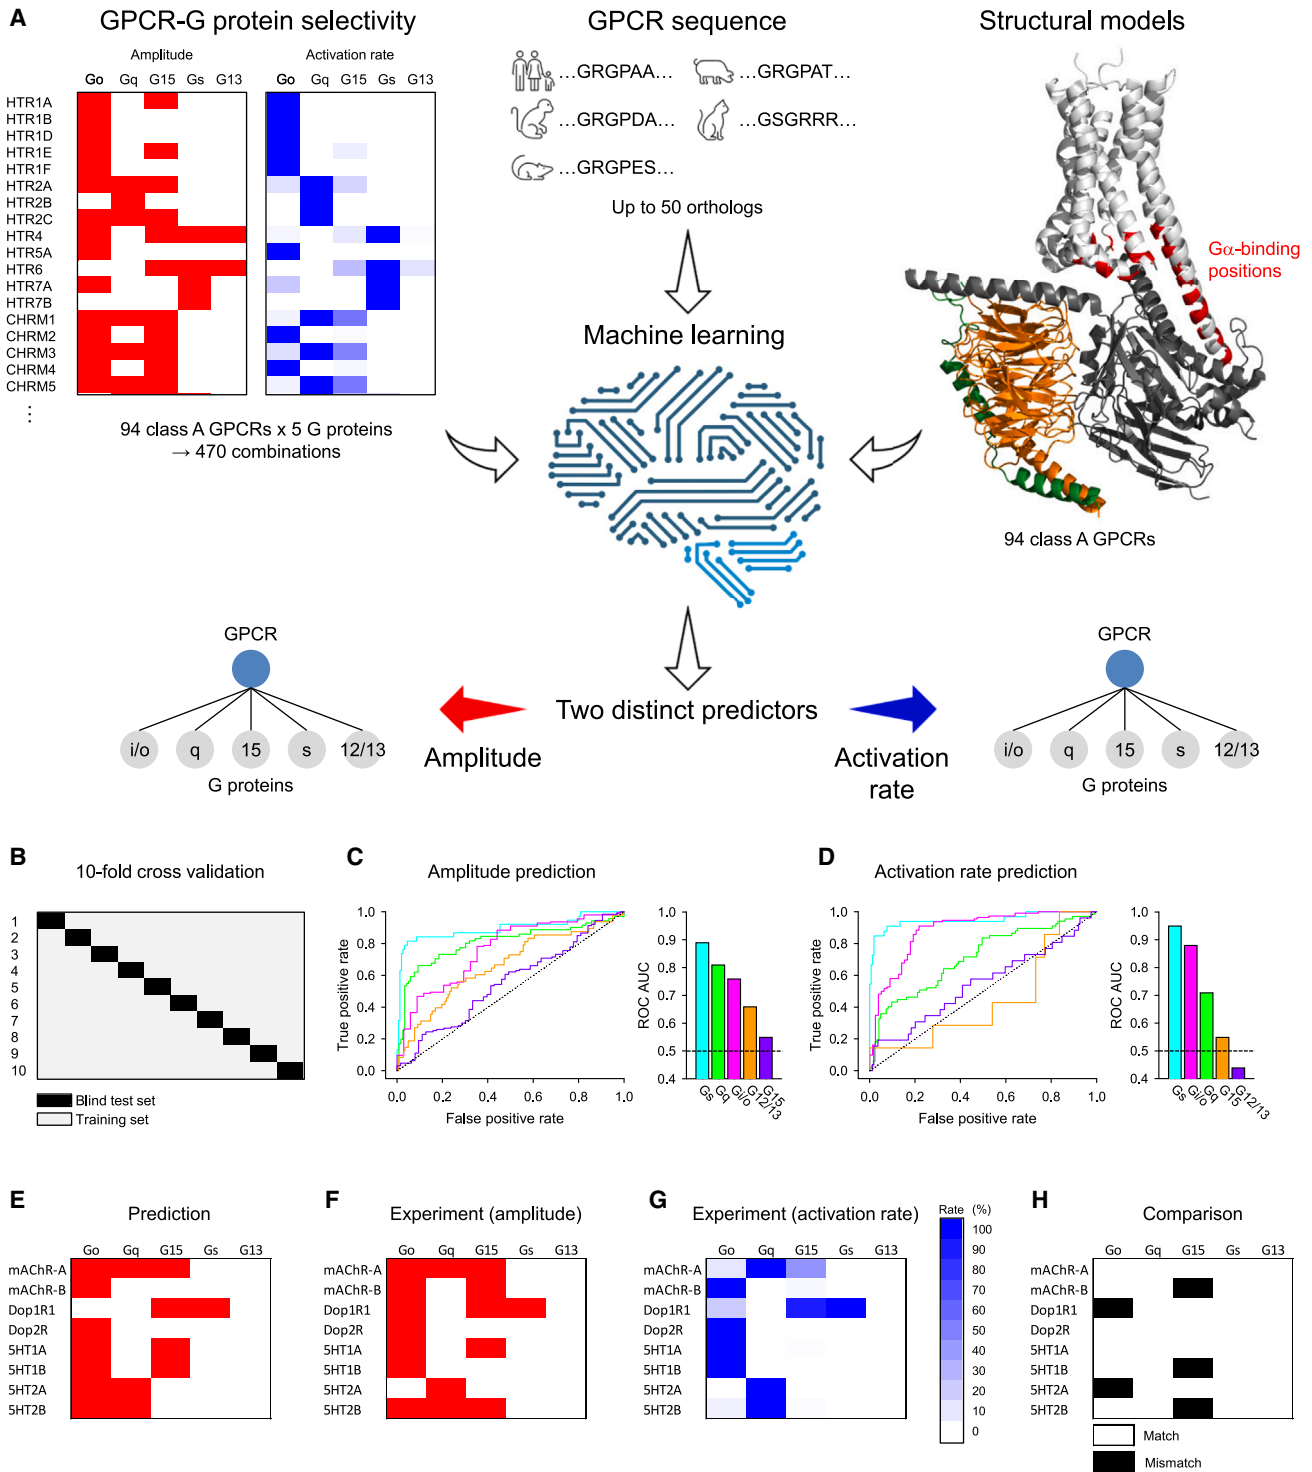 A
GPCR-G protein selectivity
GPCR sequence
Structural models
Amplitude
Activation rate
Go Gq G15 Gs G13
Go Gq G15 Gs G13
HTR1A
HTR1B
HTR1D
HTR1E
HTR1F
HTR2A
HTR2B
HTR2C
HTR4
HTR5A
HTR6
HTR7A
HTR7B
CHRM1
CHRM2
CHRM3
CHRM4
CHRM5
⋮
94 class A GPCRs x 5 G proteins
→ 470 combinations
...GRGPAA...
...GRGPAT...
...GRGPDA...
...GSGRRR...
...GRGPES...
Up to 50 orthologs
Machine learning
Gα-binding
positions
94 class A GPCRs
GPCR
i/o q 15 s 12/13
G proteins
Amplitude
Two distinct predictors
Activation
rate
GPCR
i/o q 15 s 12/13
G proteins
B
10-fold cross validation
1
2
3
4
5
6
7
8
9
10
Blind test set
Training set
C
Amplitude prediction
True positive rate
1.0
0.8
0.6
0.4
0.2
0.0
0.0 0.2 0.4 0.6 0.8 1.0
False positive rate
ROC AUC
1.0
0.9
0.8
0.7
0.6
0.5
0.4
Gs Gq Gi/o G12/13 G15
D
Activation rate prediction
True positive rate
1.0
0.8
0.6
0.4
0.2
0.0
0.0 0.2 0.4 0.6 0.8 1.0
False positive rate
ROC AUC
1.0
0.9
0.8
0.7
0.6
0.5
0.4
Gs Gi/o Gq G15 G12/13
E
Prediction
Go Gq G15 Gs G13
mAChR-A
mAChR-B
Dop1R1
Dop2R
5HT1A
5HT1B
5HT2A
5HT2B
F
Experiment (amplitude)
Go Gq G15 Gs G13
mAChR-A
mAChR-B
Dop1R1
Dop2R
5HT1A
5HT1B
5HT2A
5HT2B
G
Experiment (activation rate)
Go Gq G15 Gs G13
mAChR-A
mAChR-B
Dop1R1
Dop2R
5HT1A
5HT1B
5HT2A
5HT2B
Rate (%)
100
90
80
70
60
50
40
30
20
10
0
H
Comparison
Go Gq G15 Gs G13
mAChR-A
mAChR-B
Dop1R1
Dop2R
5HT1A
5HT1B
5HT2A
5HT2B
Match
Mismatch